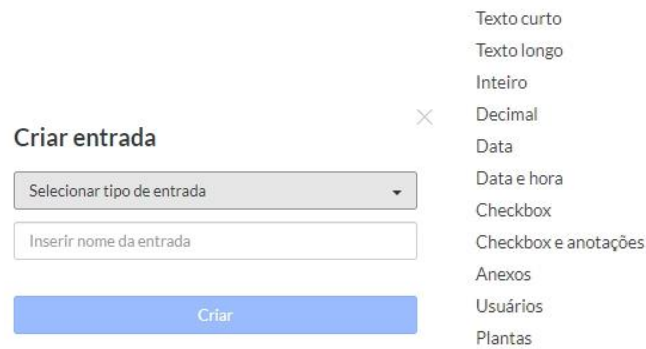 Criar entrada
Selecionar tipo de entrada
Inserir nome da entrada
Criar
Texto curto
Texto longo
Inteiro
Decimal
Data
Data e hora
Checkbox
Checkbox e anotações
Anexos
Usuários
Plantas